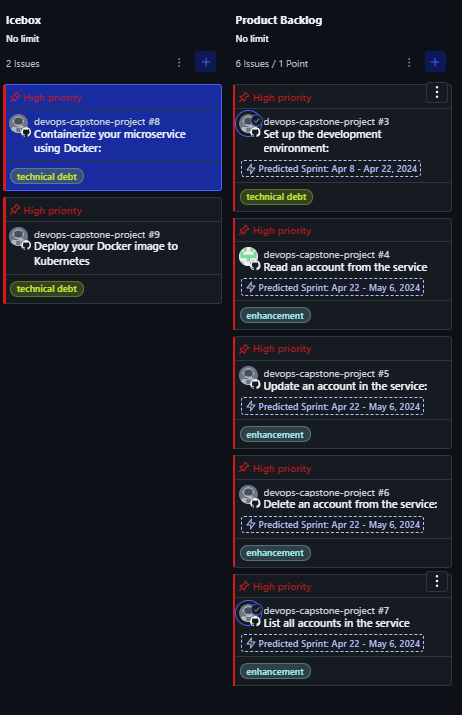 Icebox
No limit
2 Issues
High priority
devops-capstone-project #8
Containerize your microservice
using Docker:
technical debt
High priority
devops-capstone-project #9
Deploy your Docker image to
Kubernetes
technical debt
Product Backlog
No limit
6 Issues / 1 Point
High priority
devops-capstone-project #3
Set up the development
environment:
Predicted Sprint: Apr 8 - Apr 22, 2024
technical debt
High priority
devops-capstone-project #4
Read an account from the service
Predicted Sprint: Apr 22 - May 6, 2024
enhancement
High priority
devops-capstone-project #5
Update an account in the service:
Predicted Sprint: Apr 22 - May 6, 2024
enhancement
High priority
devops-capstone-project #6
Delete an account from the service:
Predicted Sprint: Apr 22 - May 6, 2024
enhancement
High priority
devops-capstone-project #7
List all accounts in the service
Predicted Sprint: Apr 22 - May 6, 2024
enhancement